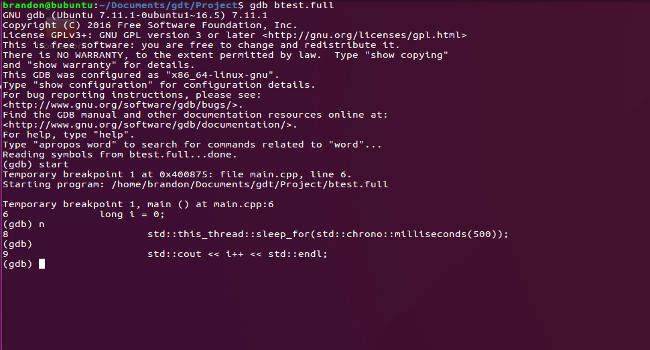 brandon@bubuntu:~/Documents/gdt/Project$ gdb btest.full
GNU gdb (Ubuntu 7.11.1-0ubuntu1~16.5) 7.11.1
Copyright (C) 2016 Free Software Foundation, Inc.
License GPLv3+: GNU GPL version 3 or later <http://gnu.org/licenses/gpl.html>
This is free software: you are free to change and redistribute it.
There is NO WARRANTY, to the extent permitted by law.  Type "show copying"
and "show warranty" for details.
This GDB was configured as "x86_64-linux-gnu".
Type "show configuration" for configuration details.
For bug reporting instructions, please see:
<http://www.gnu.org/software/gdb/bugs/>.
Find the GDB manual and other documentation resources online at:
<http://www.gnu.org/software/gdb/documentation/>.
For help, type "help".
Type "apropos word" to search for commands related to "word"...
Reading symbols from btest.full...done.
(gdb) start
Temporary breakpoint 1 at 0x400875: file main.cpp, line 6.
Starting program: /home/brandon/Documents/gdt/Project/btest.full
Temporary breakpoint 1, main () at main.cpp:6
6 long i = 0;
(gdb) n
8 std::this_thread::sleep_for(std::chrono::milliseconds(500));
(gdb)
9 std::cout << i++ << std::endl;
(gdb)